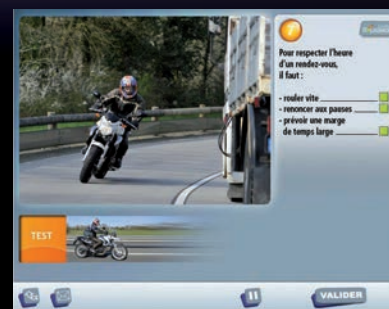 Pour respecter l'heure
d'un rendez-vous,
il faut :
- rouler vite
- renoncer aux pauses
- prévoir une marge
de temps large
TEST
VALIDER